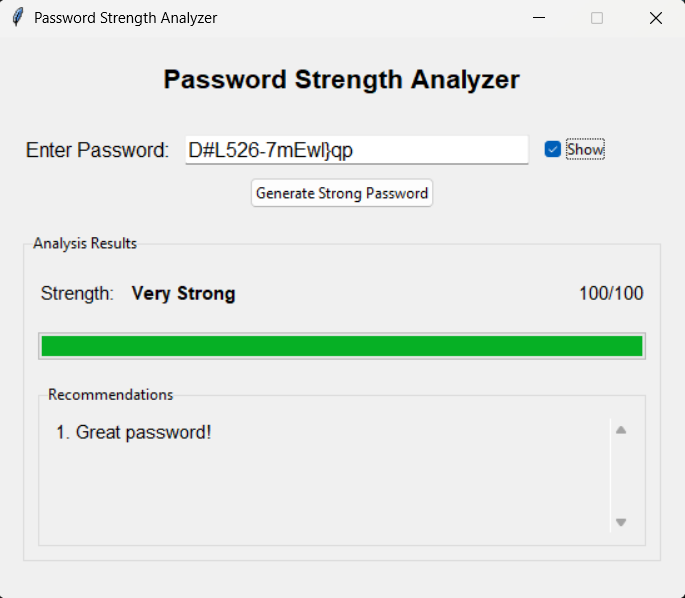 Password Strength Analyzer
Password Strength Analyzer
Enter Password: D#L526-7mEwl}qp Show
Generate Strong Password
Analysis Results
Strength: Very Strong 100/100
Recommendations
1. Great password!